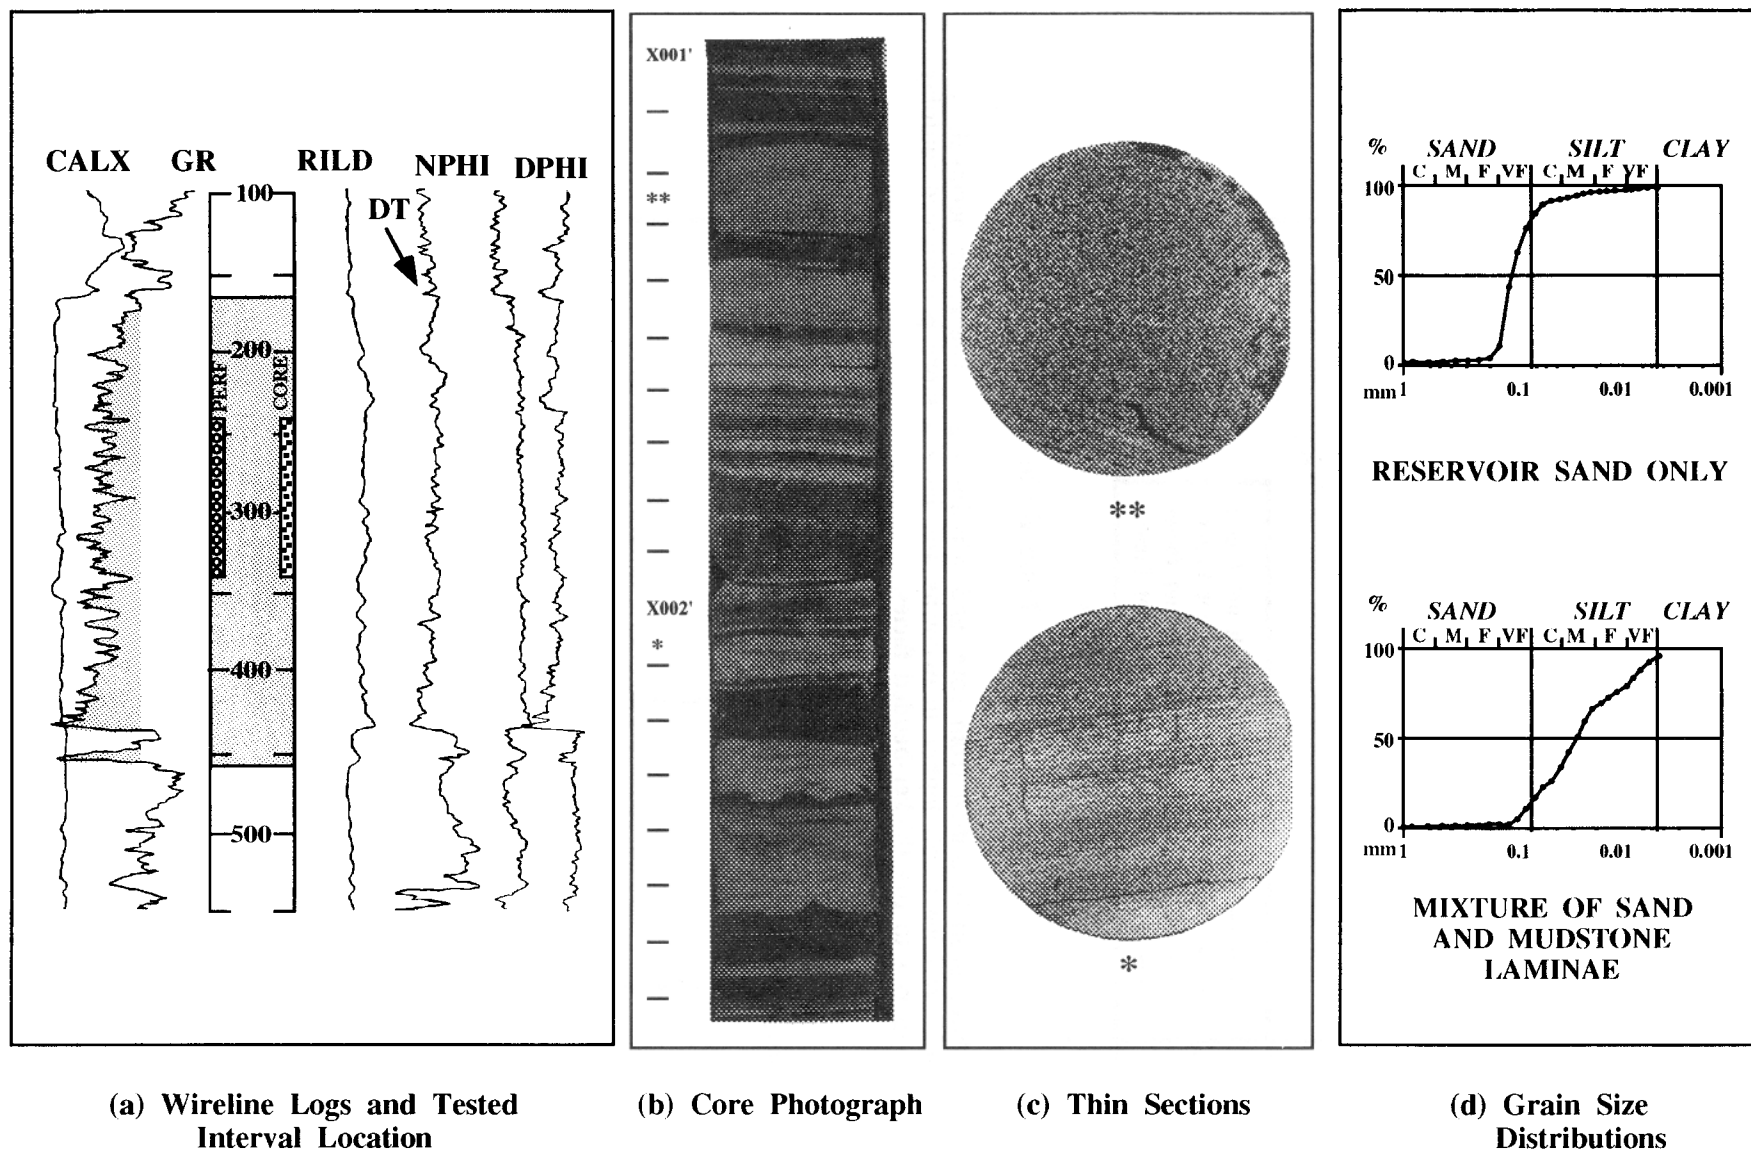 CALX GR RILD NPHI DPHI
DT
100
200
300
400
500
PERF
CORE
(a) Wireline Logs and Tested
Interval Location
X001'
**
X002'
*
(b) Core Photograph
**
*
(c) Thin Sections
% SAND SILT CLAY
C M F VF C M F VF
100
50
0
mm 1 0.1 0.01 0.001
RESERVOIR SAND ONLY
% SAND SILT CLAY
C M F VF C M F VF
100
50
0
mm 1 0.1 0.01 0.001
MIXTURE OF SAND
AND MUDSTONE
LAMINAE
(d) Grain Size
Distributions